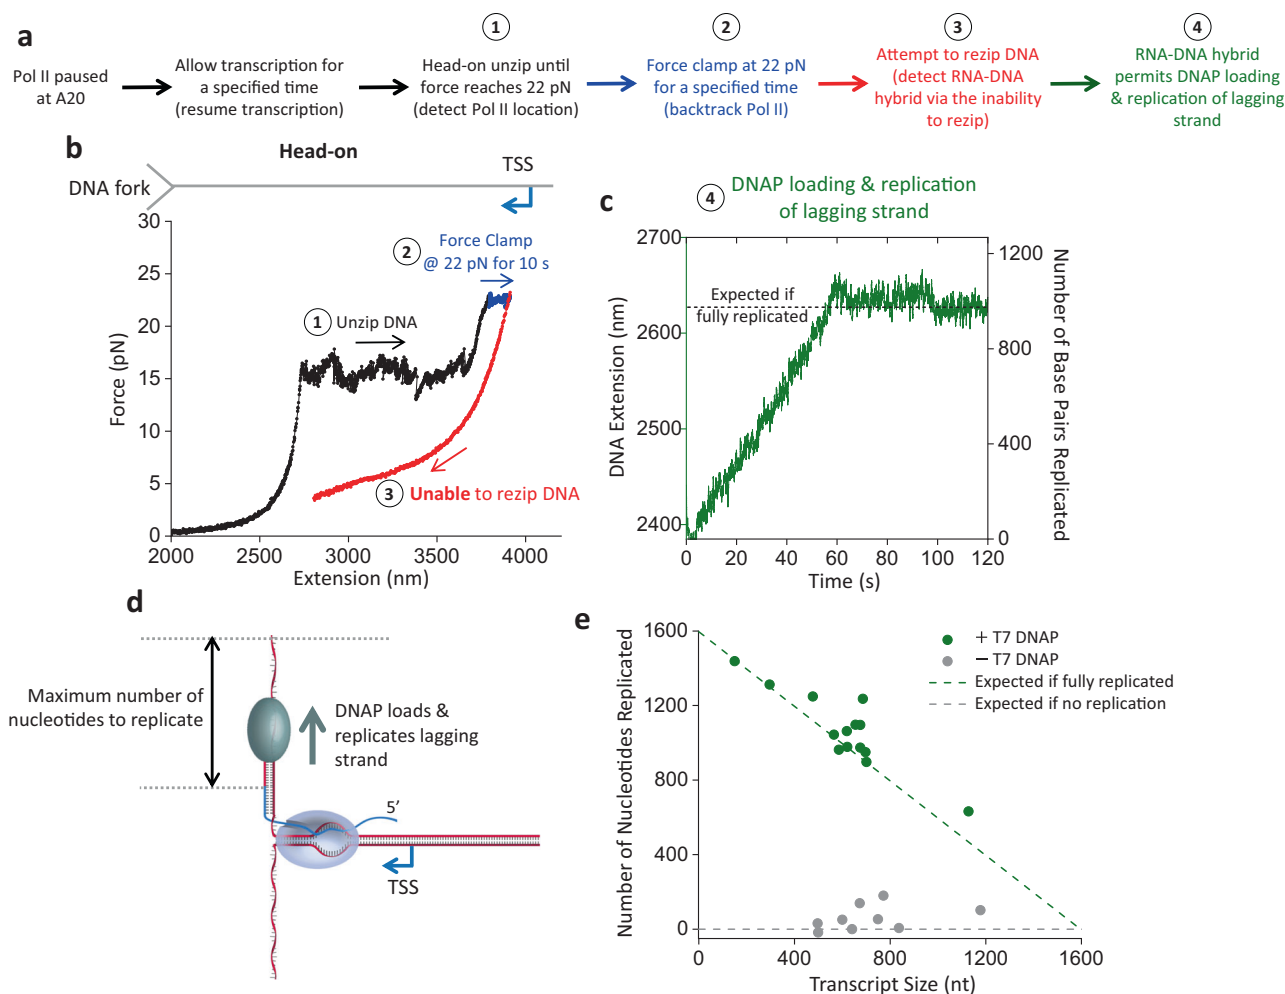 a
1
2
3
4
Pol II paused
at A20
Allow transcription for
a specified time
(resume transcription)
Head-on unzip until
force reaches 22 pN
(detect Pol II location)
Force clamp at 22 pN
for a specified time
(backtrack Pol II)
Attempt to rezip DNA
(detect RNA-DNA
hybrid via the inability
to rezip)
RNA-DNA hybrid
permits DNAP loading
& replication of lagging
strand
b
Head-on
TSS
DNA fork
30
25
20
15
10
5
0
Force (pN)
2 Force Clamp
@ 22 pN for 10 s
1 Unzip DNA
3 Unable to rezip DNA
2000 2500 3000 3500 4000
Extension (nm)
c
4 DNAP loading & replication
of lagging strand
2700
2600
2500
2400
DNA Extension (nm)
Expected if
fully replicated
1200
800
400
0
Number of Base Pairs Replicated
0 20 40 60 80 100 120
Time (s)
d
Maximum number of
nucleotides to replicate
DNAP loads &
replicates lagging
strand
5'
TSS
e
1600
1200
800
400
0
Number of Nucleotides Replicated
+ T7 DNAP
− T7 DNAP
Expected if fully replicated
Expected if no replication
0 400 800 1200 1600
Transcript Size (nt)